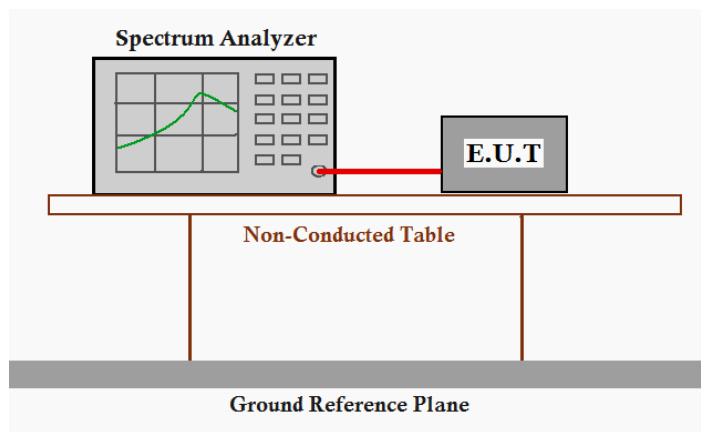 Spectrum Analyzer
E.U.T
Non-Conducted Table
Ground Reference Plane